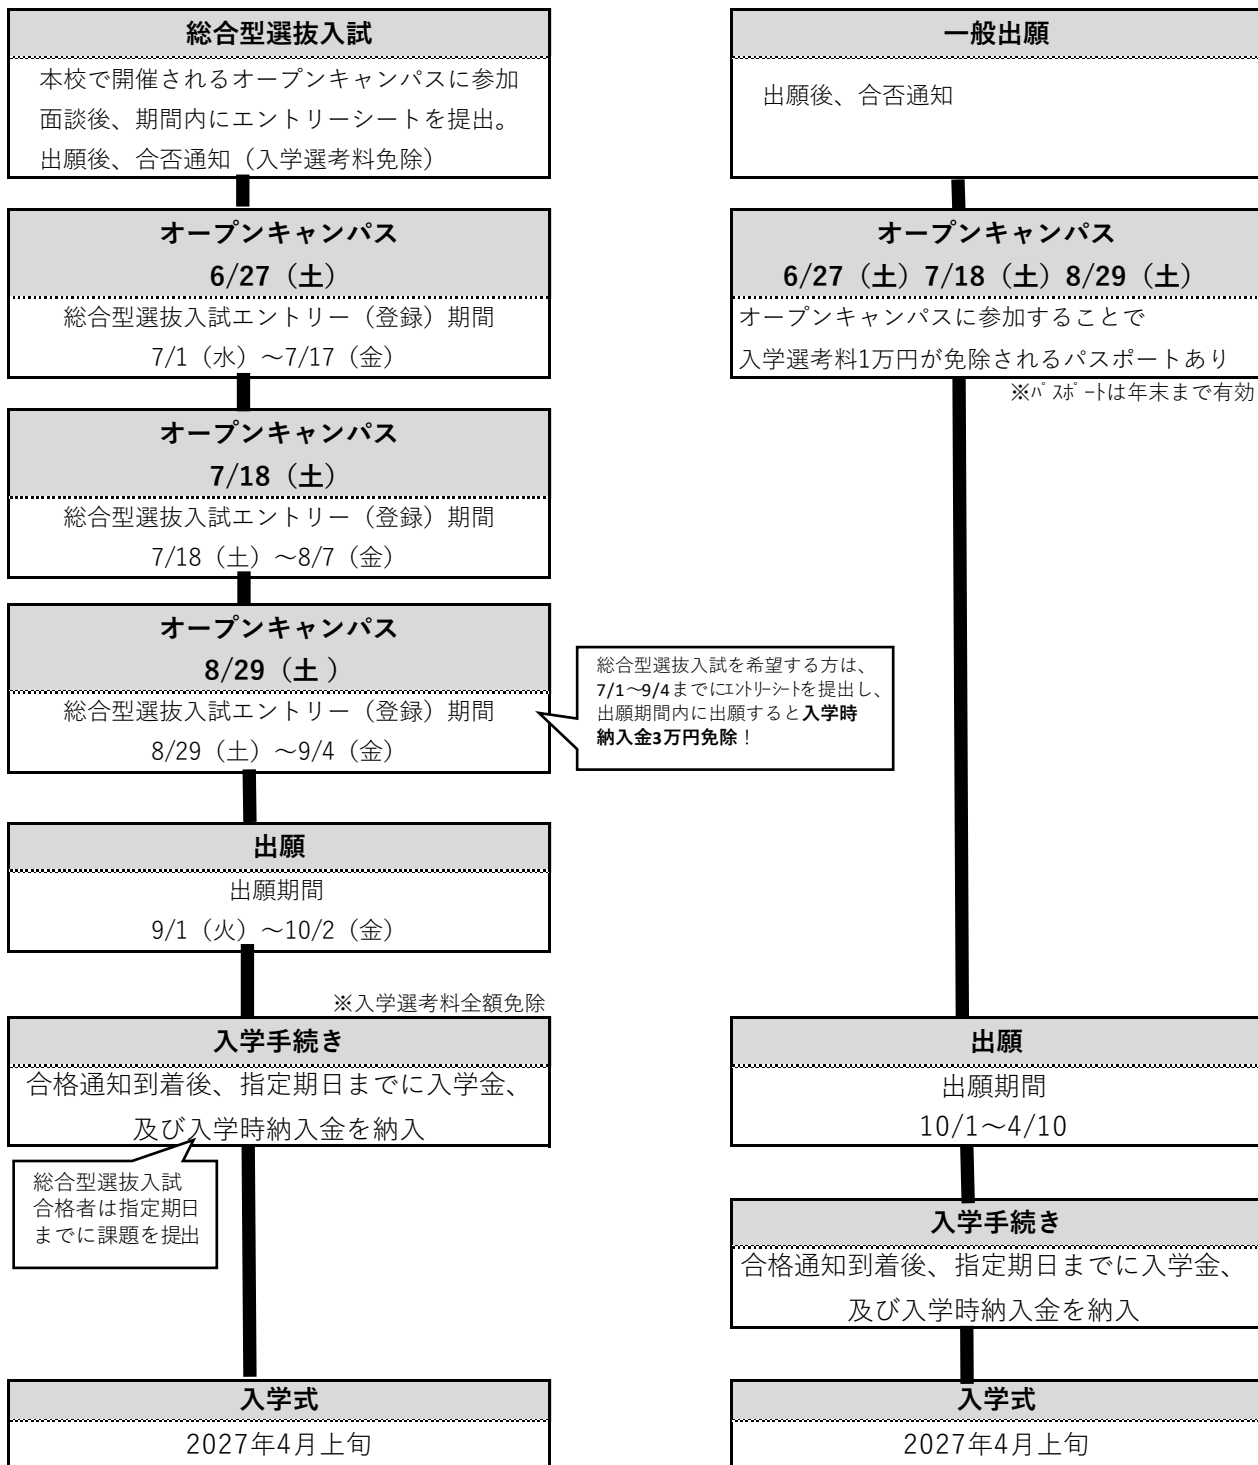 総合型選抜入試
本校で開催されるオープンキャンパスに参加
面談後、期間内にエントリーシートを提出。
出願後、合否通知（入学選考料免除）
オープンキャンパス
6/27（土）
総合型選抜入試エントリー（登録）期間
7/1（水）～7/17（金）
オープンキャンパス
7/18（土）
総合型選抜入試エントリー（登録）期間
7/18（土）～8/7（金）
オープンキャンパス
8/29（土 ）
総合型選抜入試エントリー（登録）期間
8/29（土）～9/4（金）
総合型選抜入試を希望する方は、
7/1～9/4までにｴﾝﾄﾘｰｼｰﾄを提出し、
出願期間内に出願すると入学時
納入金3万円免除！
出願
出願期間
9/1（火）～10/2（金）
※入学選考料全額免除
入学手続き
合格通知到着後、指定期日までに入学金、
及び入学時納入金を納入
総合型選抜入試
合格者は指定期日
までに課題を提出
入学式
2027年4月上旬
一般出願
出願後、合否通知
オープンキャンパス
6/27（土）7/18（土）8/29（土）
オープンキャンパスに参加することで
入学選考料1万円が免除されるパスポートあり
※ﾊﾟｽﾎﾟｰﾄは年末まで有効
出願
出願期間
10/1～4/10
入学手続き
合格通知到着後、指定期日までに入学金、
及び入学時納入金を納入
入学式
2027年4月上旬